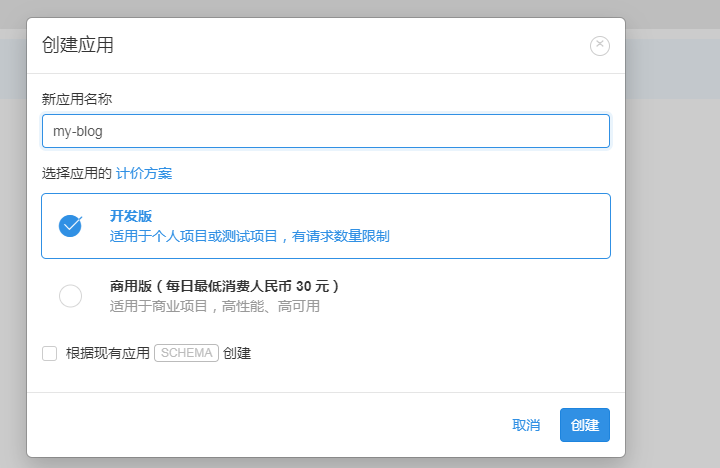 创建应用
新应用名称
my-blog
选择应用的 计价方案
开发版
适用于个人项目或测试项目，有请求数量限制
商用版（每日最低消费人民币 30 元）
适用于商业项目，高性能、高可用
根据现有应用 SCHEMA 创建
取消 创建